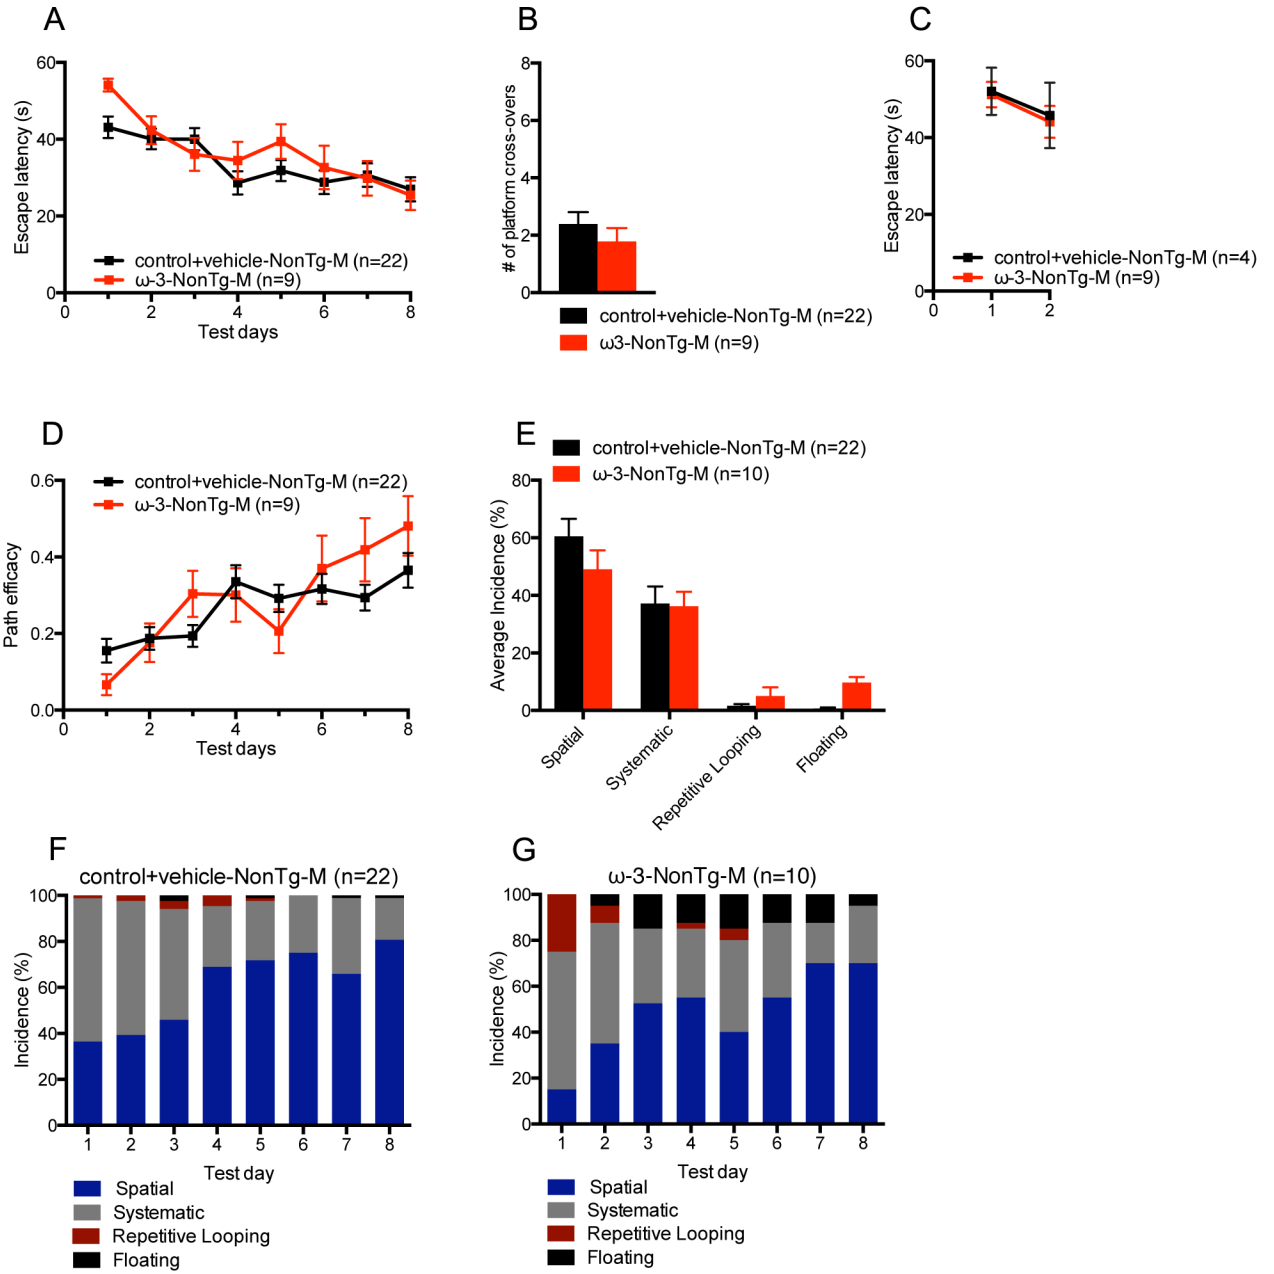 A
60
40
20
0
Escape latency (s)
control+vehicle-NonTg-M (n=22)
ω-3-NonTg-M (n=9)
0
2
4
6
8
Test days
B
8
6
4
2
0
# of platform cross-overs
control+vehicle-NonTg-M (n=22)
ω3-NonTg-M (n=9)
C
60
40
20
0
Escape latency (s)
control+vehicle-NonTg-M (n=4)
ω-3-NonTg-M (n=9)
0
1
2
D
0.6
0.4
0.2
0.0
Path efficacy
control+vehicle-NonTg-M (n=22)
ω-3-NonTg-M (n=9)
0
2
4
6
8
Test days
E
control+vehicle-NonTg-M (n=22)
ω-3-NonTg-M (n=10)
80
60
40
20
0
Average Incidence (%)
Spatial
Systematic
Repetitive Looping
Floating
F
control+vehicle-NonTg-M (n=22)
100
80
60
40
20
0
Incidence (%)
1 2 3 4 5 6 7 8
Test day
Spatial
Systematic
Repetitive Looping
Floating
G
ω-3-NonTg-M (n=10)
100
80
60
40
20
0
Incidence (%)
1 2 3 4 5 6 7 8
Test day
Spatial
Systematic
Repetitive Looping
Floating